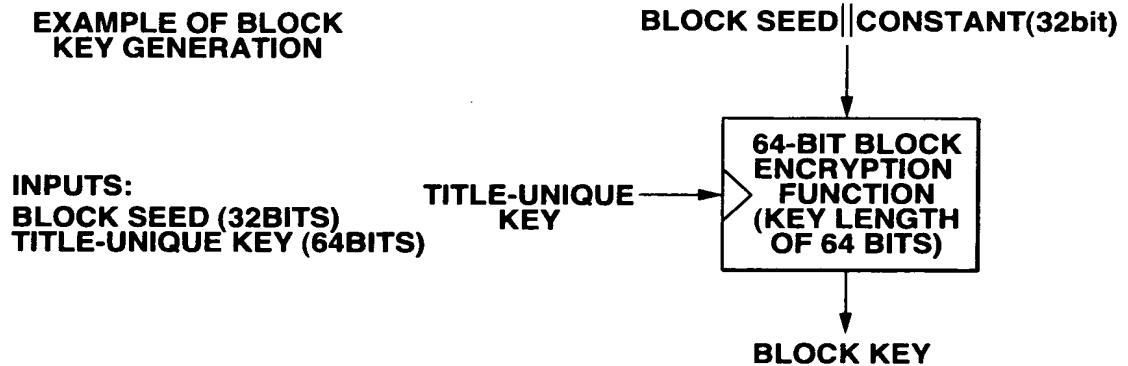 EXAMPLE OF BLOCK
KEY GENERATION
BLOCK SEED||CONSTANT(32bit)
INPUTS:
BLOCK SEED (32BITS)
TITLE-UNIQUE KEY (64BITS)
TITLE-UNIQUE
KEY
64-BIT BLOCK
ENCRYPTION
FUNCTION
(KEY LENGTH
OF 64 BITS)
BLOCK KEY